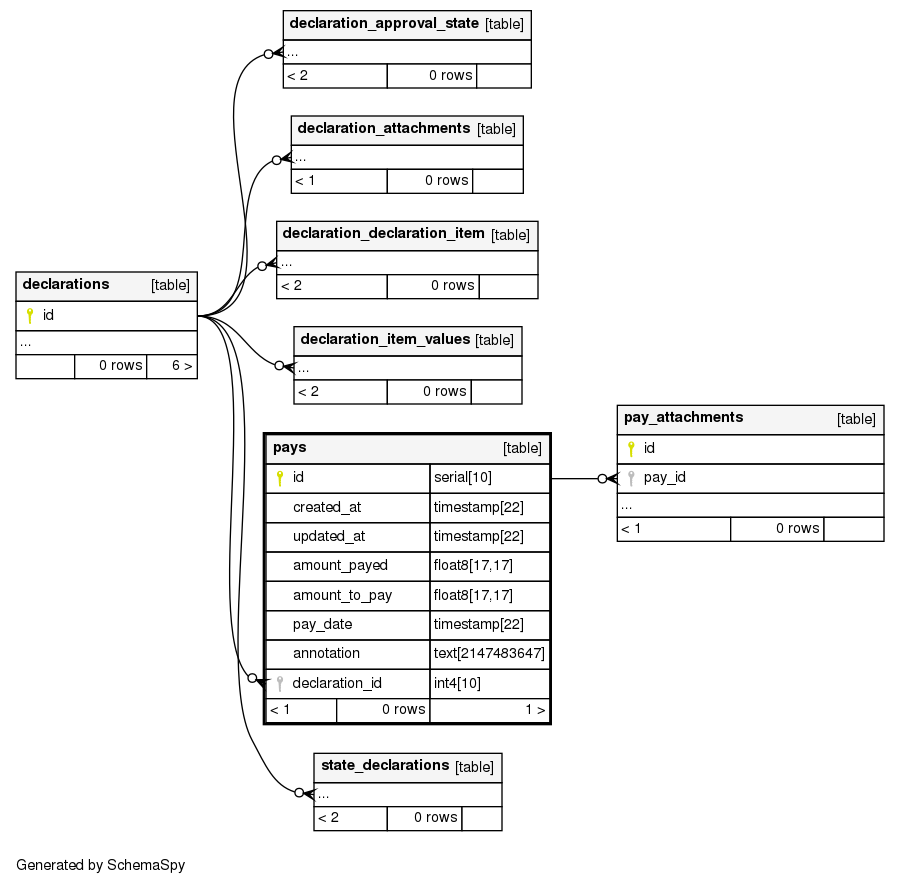 declaration_approval_state [table]
...
< 2 0 rows
declaration_attachments [table]
...
< 1 0 rows
declaration_declaration_item [table]
...
< 2 0 rows
declarations [table]
id
...
0 rows 6 >
declaration_item_values [table]
...
< 2 0 rows
pays [table]
id serial[10]
created_at timestamp[22]
updated_at timestamp[22]
amount_payed float8[17,17]
amount_to_pay float8[17,17]
pay_date timestamp[22]
annotation text[2147483647]
declaration_id int4[10]
< 1 0 rows 1 >
pay_attachments [table]
id
pay_id
...
< 1 0 rows
state_declarations [table]
...
< 2 0 rows
Generated by SchemaSpy